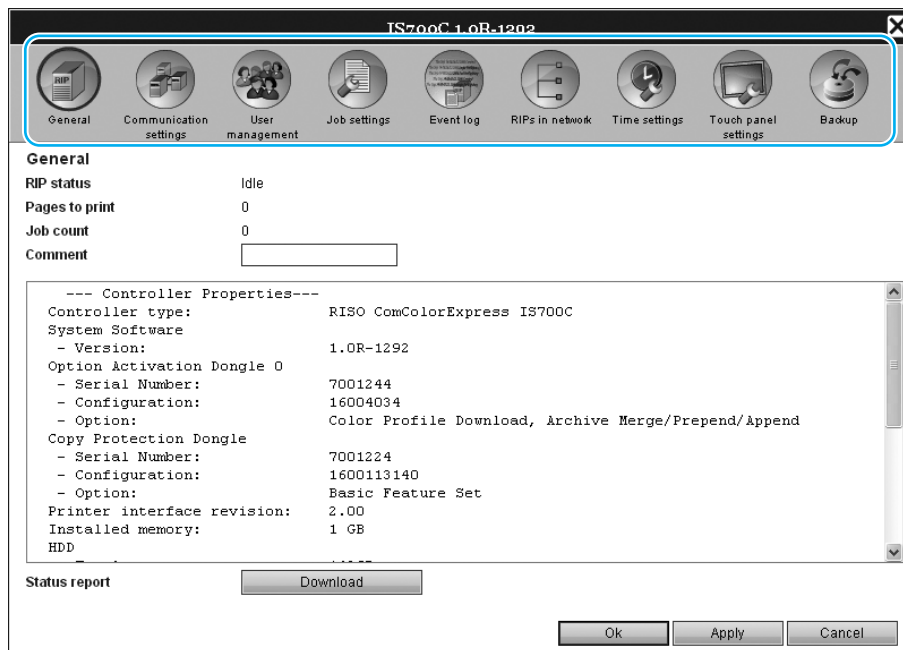 IS700C 1.0R-1292
RIP
General
Communication settings
User management
Job settings
Event log
RIPs in network
Time settings
Touch panel settings
Backup
General
RIP status Idle
Pages to print 0
Job count 0
Comment
--- Controller Properties---
Controller type: RISO ComColorExpress IS700C
System Software
- Version: 1.0R-1292
Option Activation Dongle 0
- Serial Number: 7001244
- Configuration: 16004034
- Option: Color Profile Download, Archive Merge/Prepend/Append
Copy Protection Dongle
- Serial Number: 7001224
- Configuration: 1600113140
- Option: Basic Feature Set
Printer interface revision: 2.00
Installed memory: 1 GB
HDD
Status report Download
Ok Apply Cancel